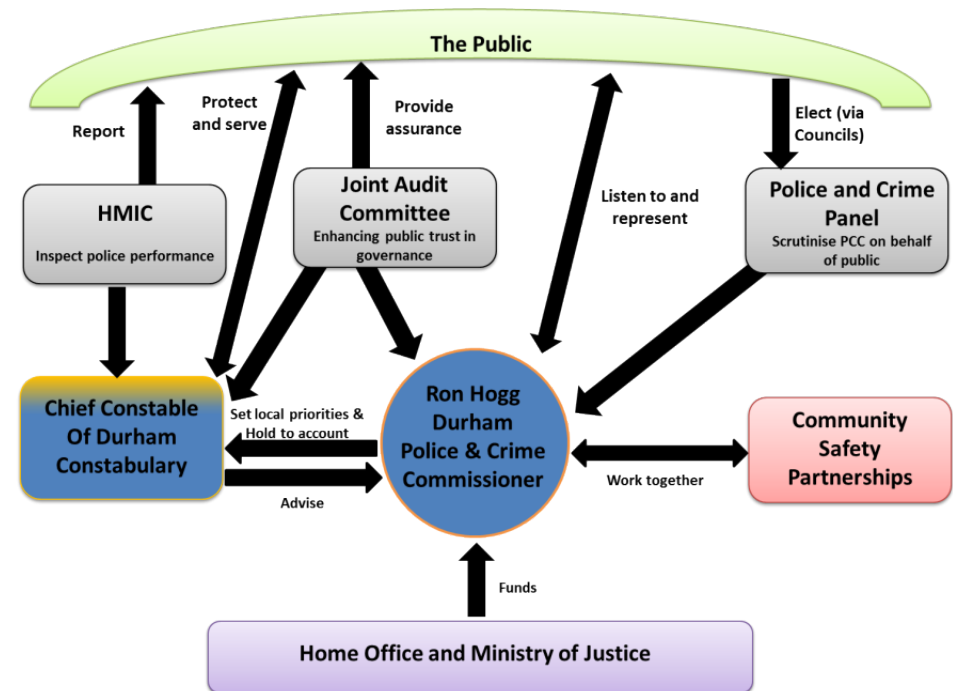 The Public
Report
Protect
and serve
Provide
assurance
Listen to and
represent
Elect (via
Councils)
HMIC
Inspect police performance
Joint Audit
Committee
Enhancing public trust in
governance
Police and Crime
Panel
Scrutinise PCC on behalf
of public
Chief Constable
Of Durham
Constabulary
Set local priorities &
Hold to account
Advise
Ron Hogg
Durham
Police & Crime
Commissioner
Work together
Community
Safety
Partnerships
Funds
Home Office and Ministry of Justice